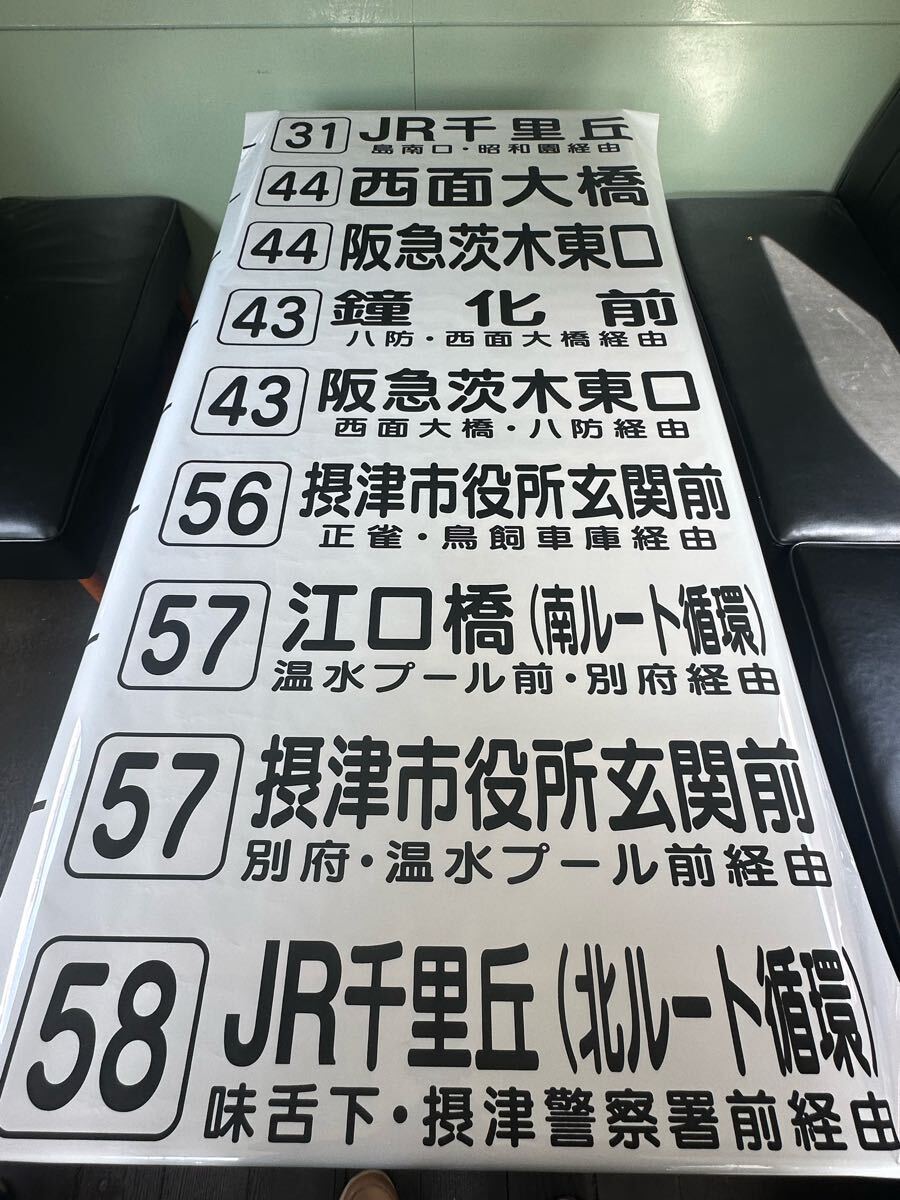 31 JR千里丘
島南口・昭和園経由
44 西面大橋
44 阪急茨木東口
43 鐘化前
八防・西面大橋経由
43 阪急茨木東口
西面大橋・八防経由
56 摂津市役所玄関前
正雀・鳥飼車庫経由
57 江口橋(南ルート循環)
温水プール前・別府経由
57 摂津市役所玄関前
別府・温水プール前経由
58 JR千里丘(北ルート循環)
味舌下・摂津警察署前経由